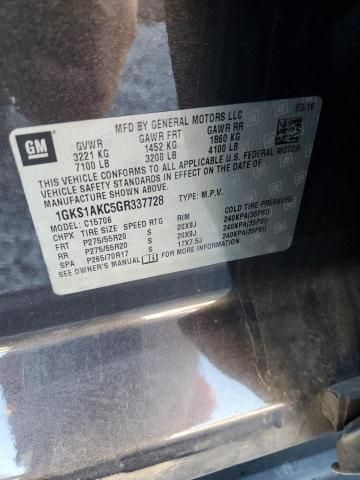 03/16
GM
MFD BY GENERAL MOTORS LLC
GVWR GAWR FRT GAWR RR
3221 KG 1452 KG 1860 KG
7100 LB 3200 LB 4100 LB
THIS VEHICLE CONFORMS TO ALL APPLICABLE U.S. FEDERAL
MOTOR VEHICLE SAFETY STANDARDS IN EFFECT ON THE DATE OF
MANUFACTURE SHOWN ABOVE.
1GKS1AKC5GR337728 TYPE: M.P.V.
MODEL: C15706
CHPX TIRE SIZE SPEED RTG RIM COLD TIRE PRESSURE
FRT P275/55R20 S 20X9J 240KPA(35PSI)
RR P275/55R20 S 20X9J 240KPA(35PSI)
SPA P265/70R17 S 17X7.5J 240KPA(35PSI)
SEE OWNER'S MANUAL